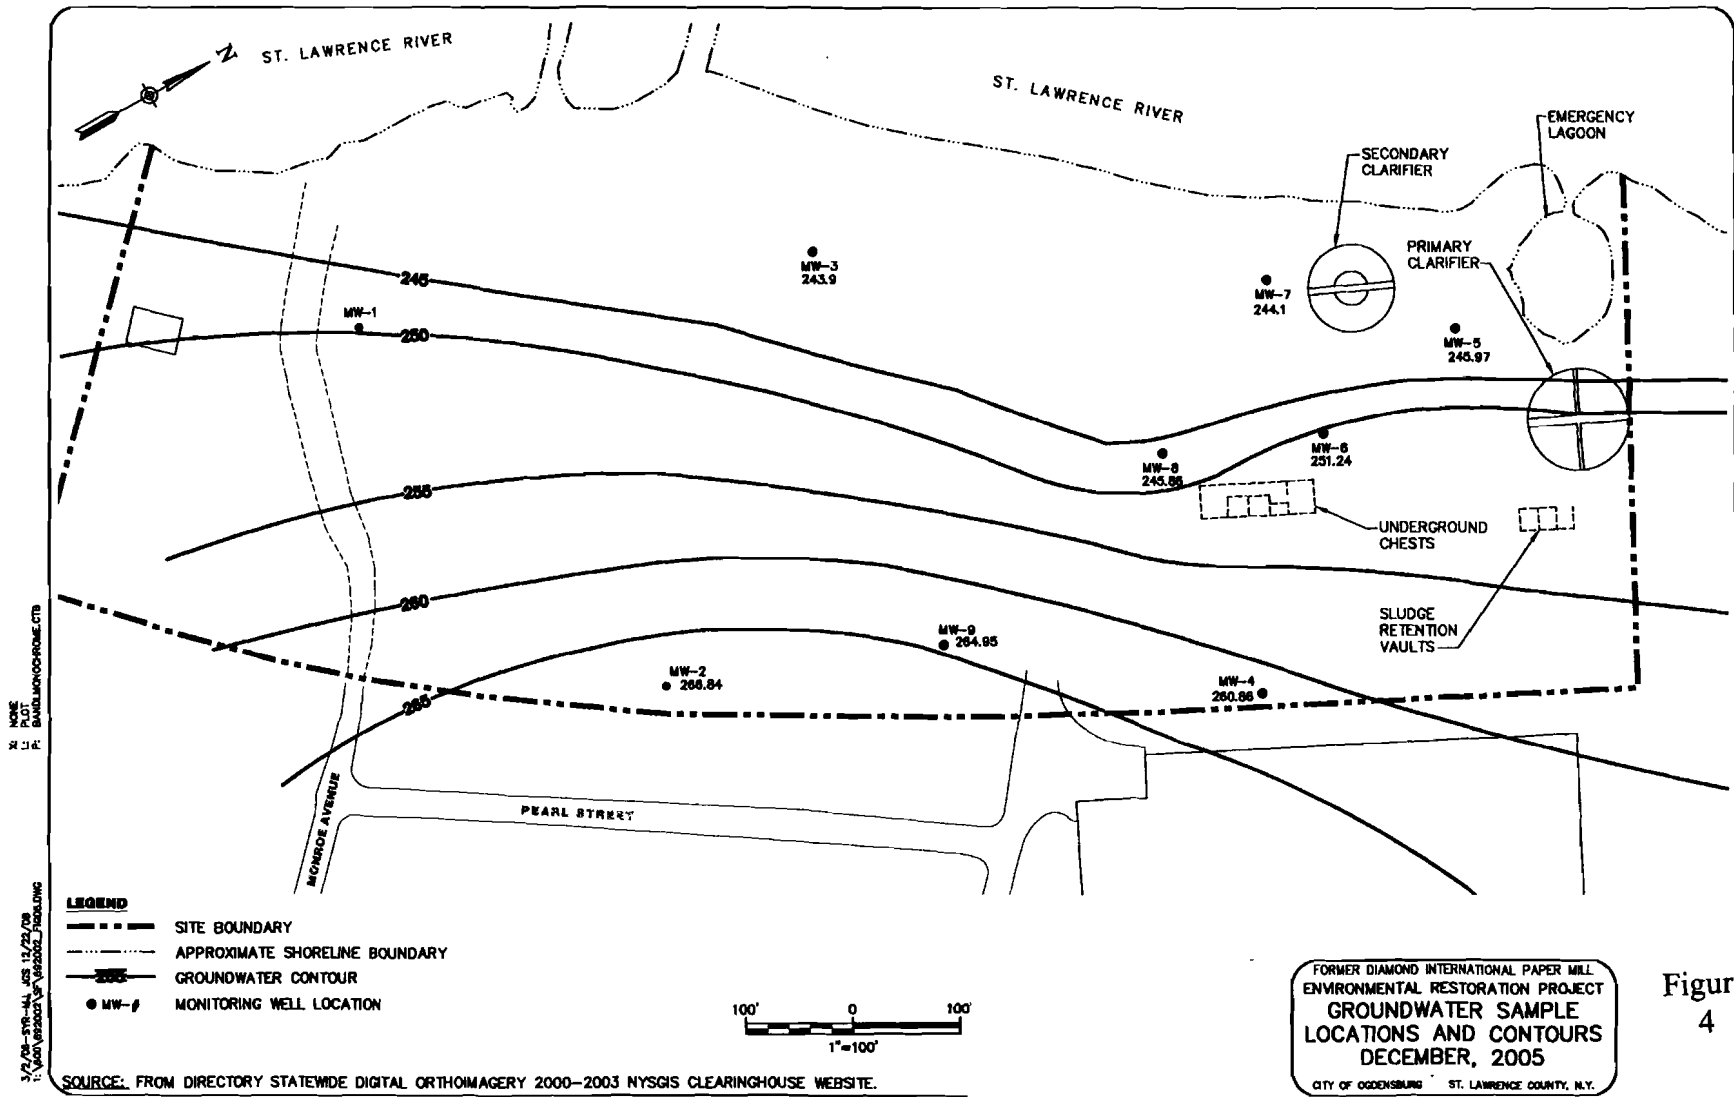 N
ST. LAWRENCE RIVER
ST. LAWRENCE RIVER
EMERGENCY
LAGOON
SECONDARY
CLARIFIER
PRIMARY
CLARIFIER
MW-3
243.9
245
MW-7
244.1
MW-1
250
MW-5
245.97
MW-6
251.24
MW-8
245.86
255
UNDERGROUND
CHESTS
260
SLUDGE
RETENTION
VAULTS
MW-9
264.95
MW-2
266.84
MW-4
260.86
265
MONROE AVENUE
PEARL STREET
LEGEND
SITE BOUNDARY
APPROXIMATE SHORELINE BOUNDARY
GROUNDWATER CONTOUR
MW-# MONITORING WELL LOCATION
100' 0 100'
1"=100'
SOURCE: FROM DIRECTORY STATEWIDE DIGITAL ORTHOIMAGERY 2000-2003 NYSGIS CLEARINGHOUSE WEBSITE.
FORMER DIAMOND INTERNATIONAL PAPER MILL
ENVIRONMENTAL RESTORATION PROJECT
GROUNDWATER SAMPLE
LOCATIONS AND CONTOURS
DECEMBER, 2005
CITY OF OGDENSBURG ST. LAWRENCE COUNTY, N.Y.
Figur
4